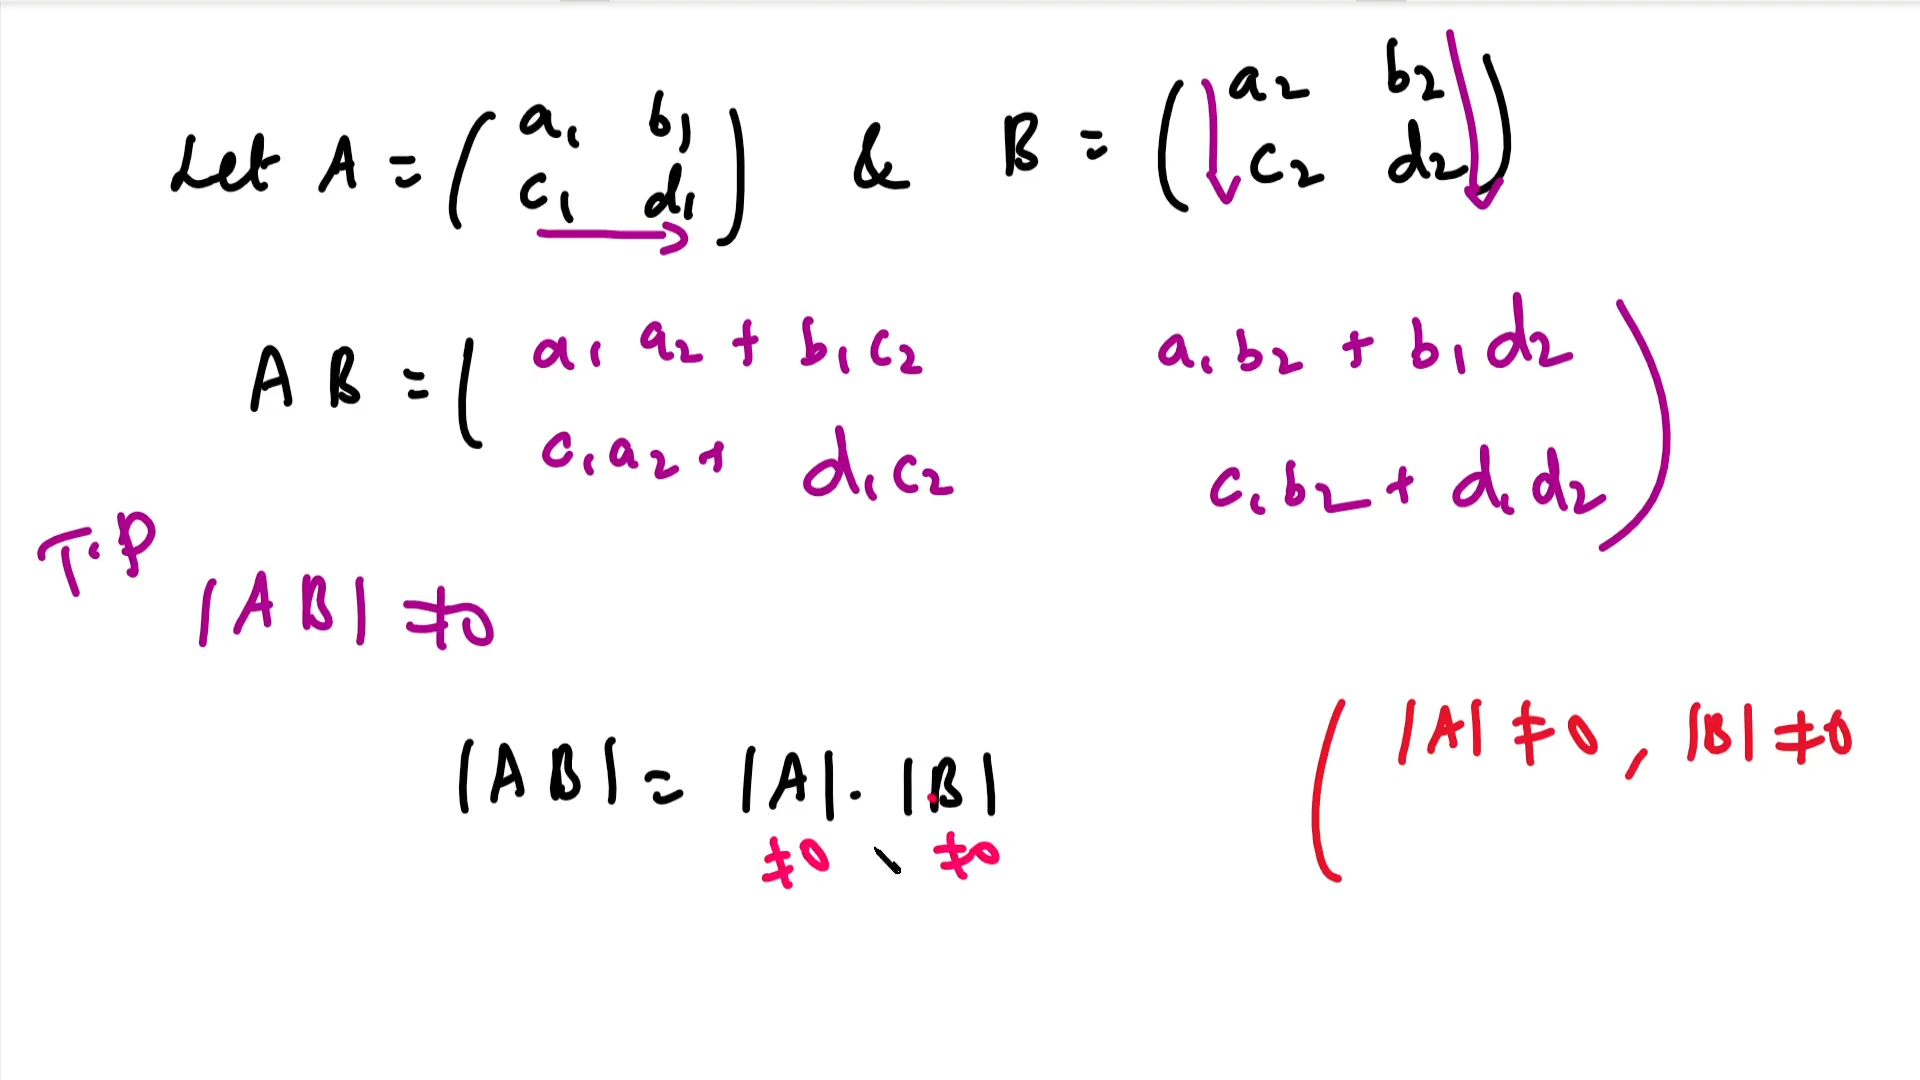 Let A = ( a1 b1 & B = ( a2 b2 )
c1 d1 ) c2 d2
AB = ( a1 a2 + b1 c2 a1 b2 + b1 d2 )
c1 a2 + d1 c2 c1 b2 + d1 d2
T.P
|AB| ≠0
|AB| = |A| . |B| ( |A| ≠ 0 , |B| ≠0
≠0 ≠0